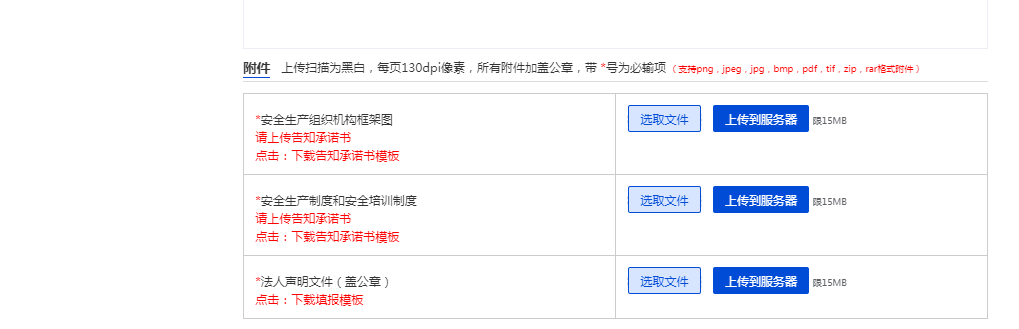 附件 上传扫描为黑白，每页130dpi像素，所有附件加盖公章，带 *号为必输项（支持png，jpeg，jpg，bmp，pdf，tif，zip，rar格式附件）
*安全生产组织机构框架图
请上传告知承诺书
点击：下载告知承诺书模板
选取文件 上传到服务器 限15MB
*安全生产制度和安全培训制度
请上传告知承诺书
点击：下载告知承诺书模板
选取文件 上传到服务器 限15MB
*法人声明文件（盖公章）
点击：下载填报模板
选取文件 上传到服务器 限15MB